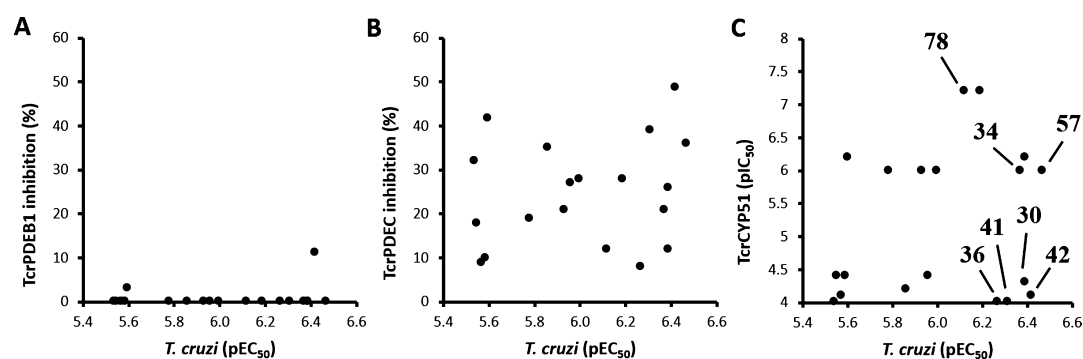 A
TcrPDEB1 inhibition (%)
60
50
40
30
20
10
0
5.4 5.6 5.8 6.0 6.2 6.4 6.6
T. cruzi (pEC50)
B
TcrPDEC inhibition (%)
60
50
40
30
20
10
0
5.4 5.6 5.8 6.0 6.2 6.4 6.6
T. cruzi (pEC50)
C
TcrCYP51 (pIC50)
8
7.5
7
6.5
6
5.5
5
4.5
4
78
34
57
30
41
36
42
5.4 5.6 5.8 6.0 6.2 6.4 6.6
T. cruzi (pEC50)